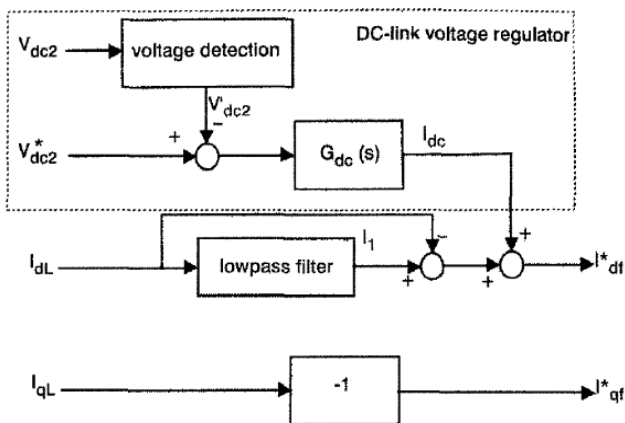 DC-link voltage regulator
V_dc2
voltage detection
V'_dc2
−
+
V*_dc2
G_dc (s)
I_dc
I_dL
lowpass filter
I_1
−
+
+
+
I*_df
I_qL
-1
I*_qf